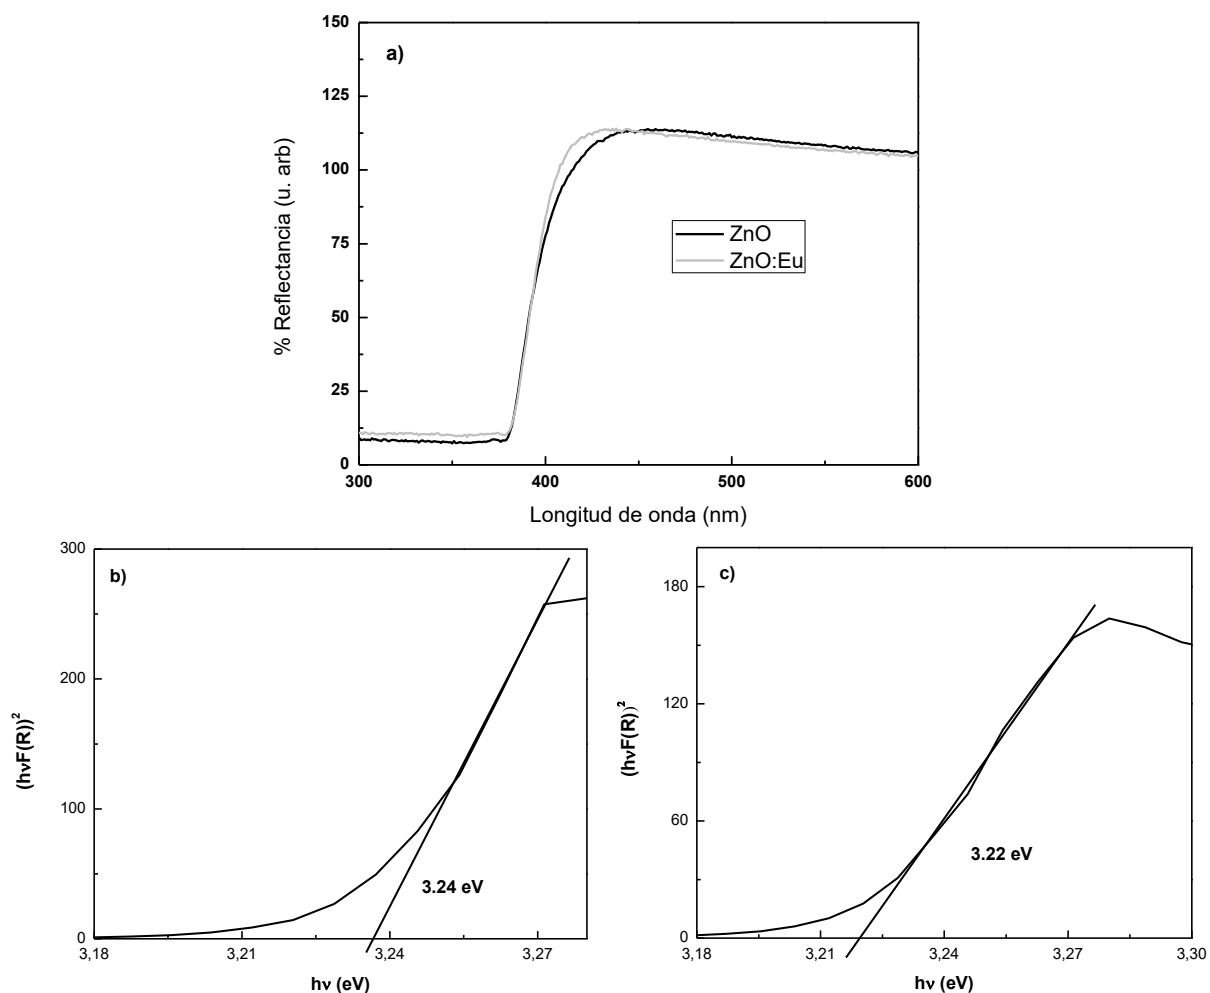 150
125
100
75
50
25
0
% Reflectancia (u. arb)
a)
ZnO
ZnO:Eu
300
400
500
600
Longitud de onda (nm)
300
200
100
0
(hνF(R))²
b)
3.24 eV
3,18
3,21
3,24
3,27
hν (eV)
180
120
60
0
(hνF(R))²
c)
3.22 eV
3,18
3,21
3,24
3,27
3,30
hν (eV)